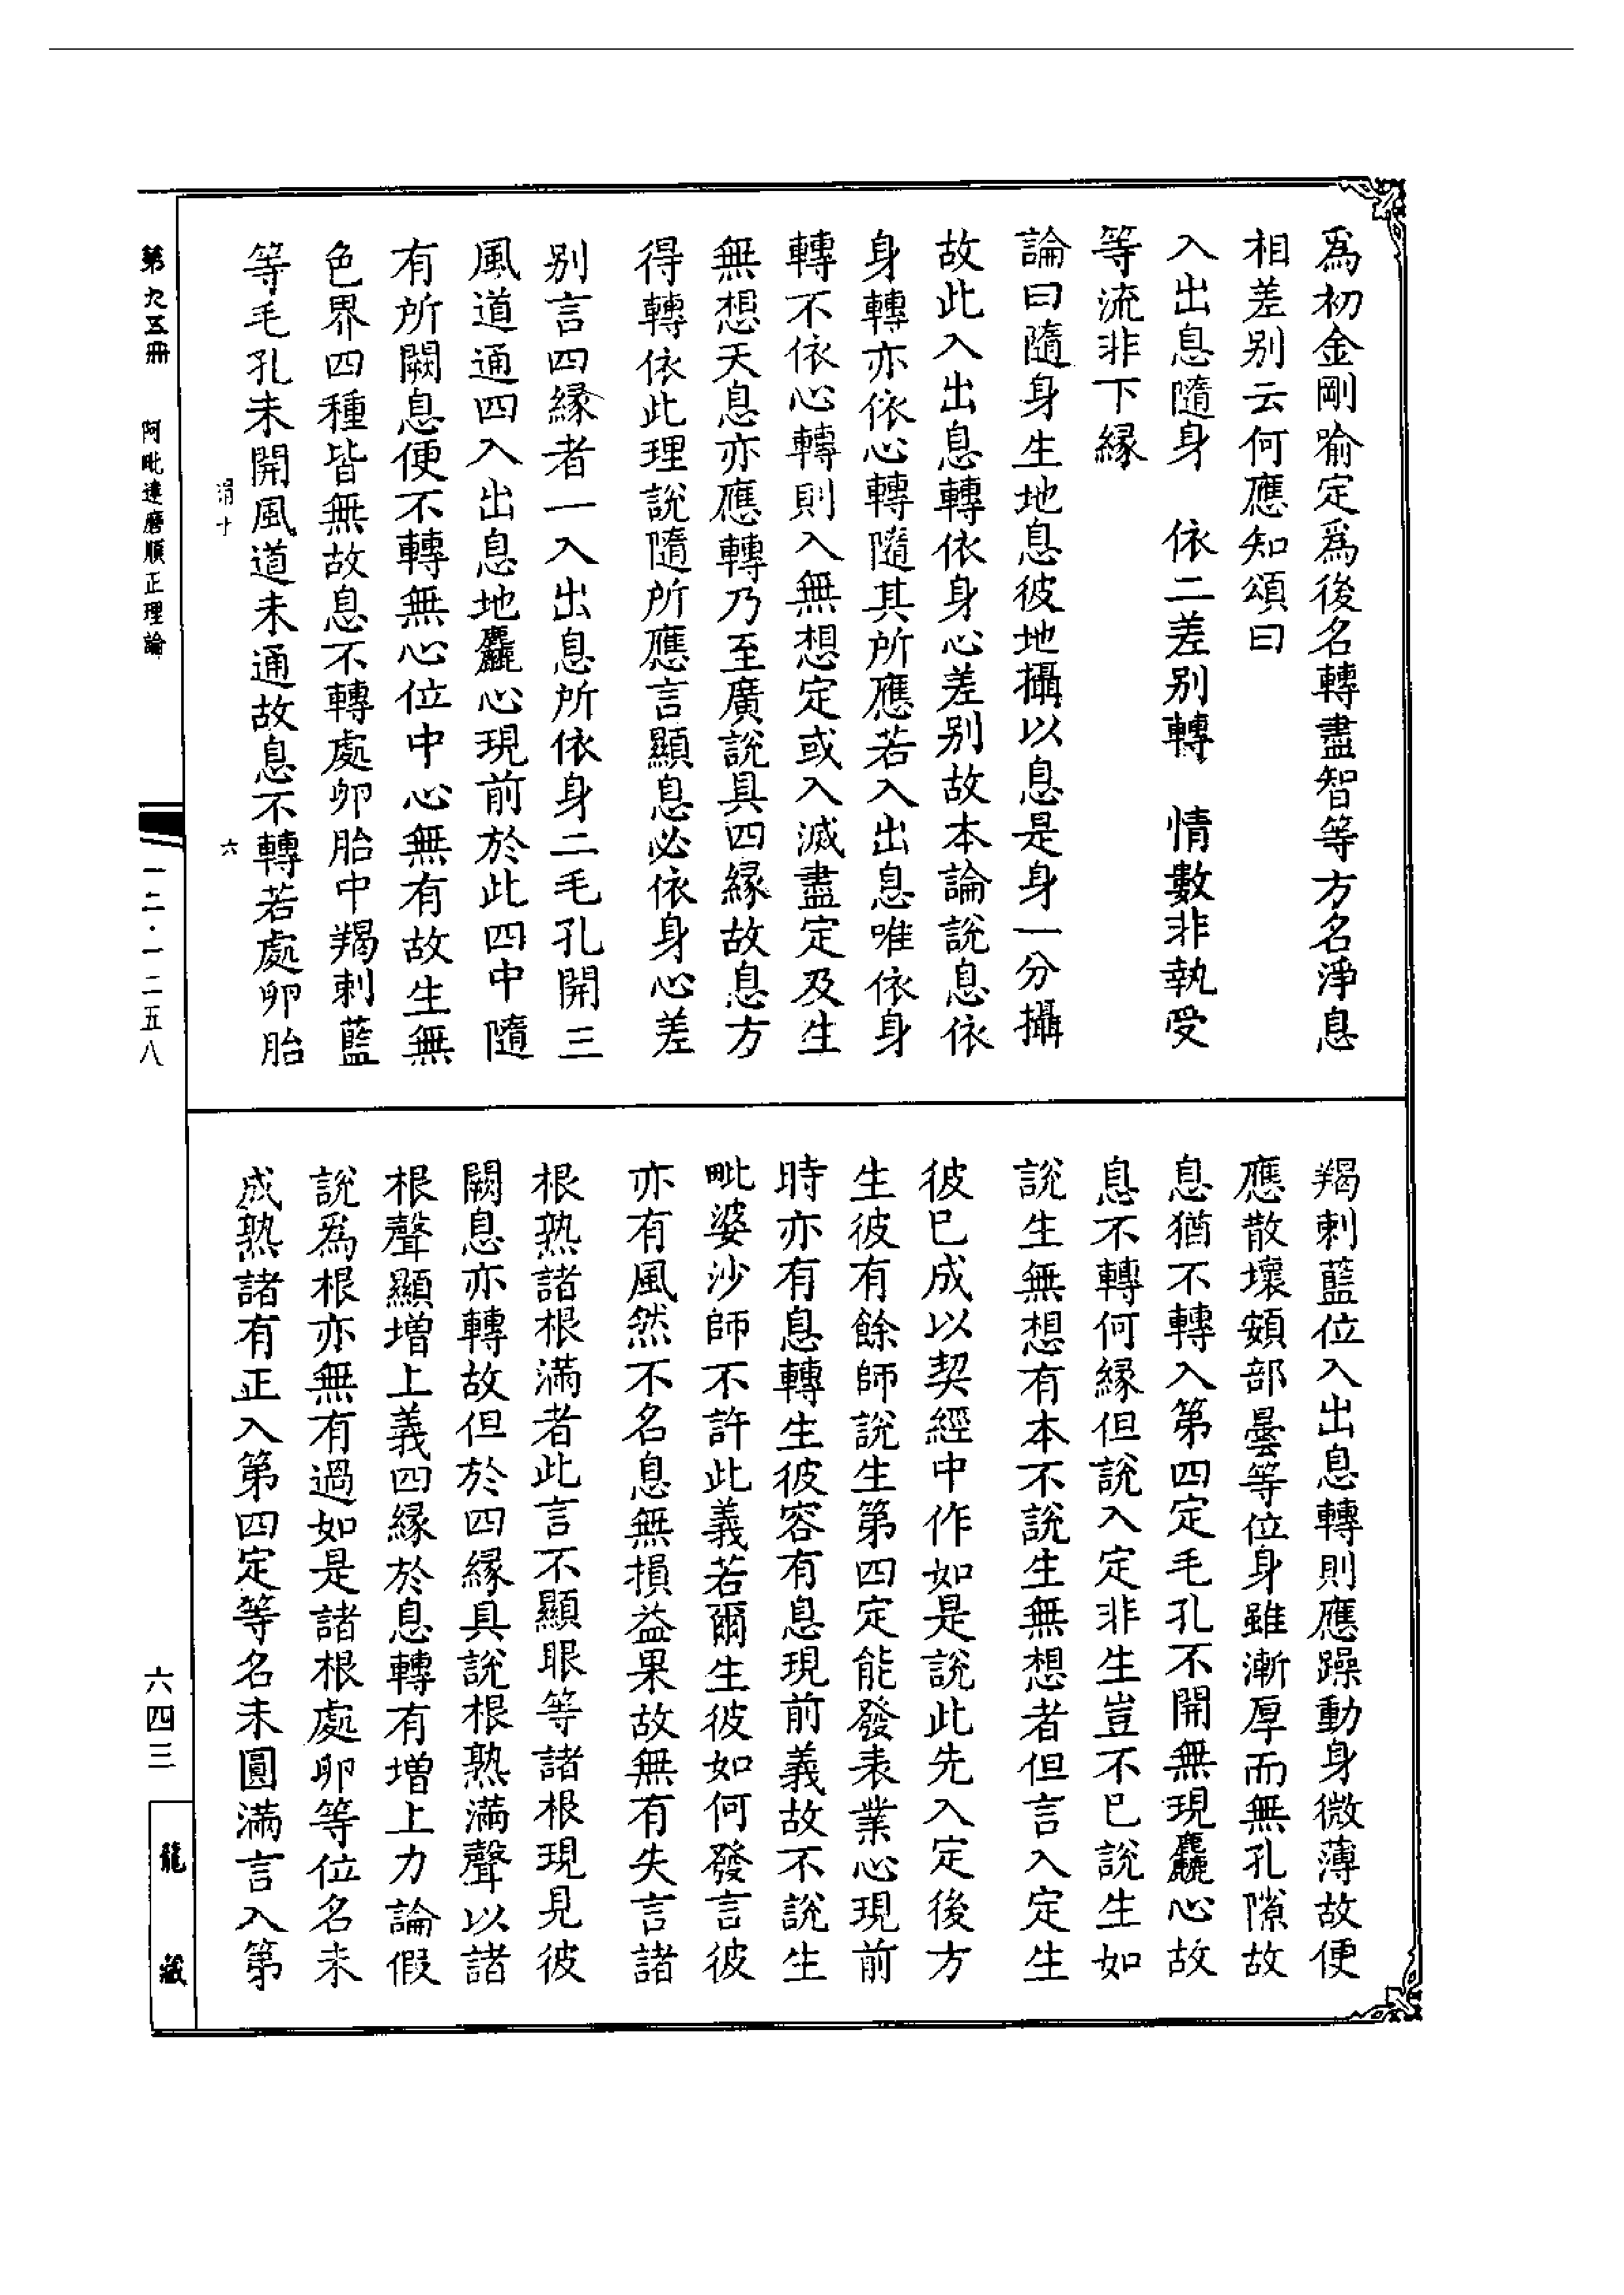 爲初金剛喻定爲後名轉盡智等方名淨息
相差别云何應知頌曰
入出息隨身　依二差别轉　情數非執受
等流非下緣
論曰隨身生地息彼地攝以息是身一分攝
故此入出息轉依身心差别故本論說息依
身轉亦依心轉隨其所應若入出息唯依身
轉不依心轉則入無想定或入滅盡定及生
無想天息亦應轉乃至廣說具四緣故息方
得轉依此理說隨所應言顯息必依身心差
别言四緣者一入出息所依身二毛孔開三
風道通四入出息地麤心現前於此四中隨
有所闕息便不轉無心位中心無有故生無
色界四種皆無故息不轉處卵胎中羯剌藍
等毛孔未開風道未通故息不轉若處卵胎
羯剌藍位入出息轉則應躁動身微薄故便
應散壞頞部曇等位身雖漸厚而無孔隙故
息猶不轉入第四定毛孔不開無現麤心故
息不轉何緣但說入定非生豈不已說生如
說生無想有本不說生無想者但言入定生
彼已成以契經中作如是說此先入定後方
生彼有餘師說生第四定能發表業心現前
時亦有息轉生彼容有息現前義故不說生
毗婆沙師不許此義若爾生彼如何發言彼
亦有風然不名息無損益果故無有失言諸
根熟諸根滿者此言不顯眼等諸根現見彼
闕息亦轉故但於四緣具說根熟滿聲以諸
根聲顯增上義四緣於息轉有增上力論假
說爲根亦無有過如是諸根處卵等位名未
成熟諸有正入第四定等名未圓滿言入第
第九五冊　阿毗達磨順正理論
六
一二·一二五八
六四三
龍藏